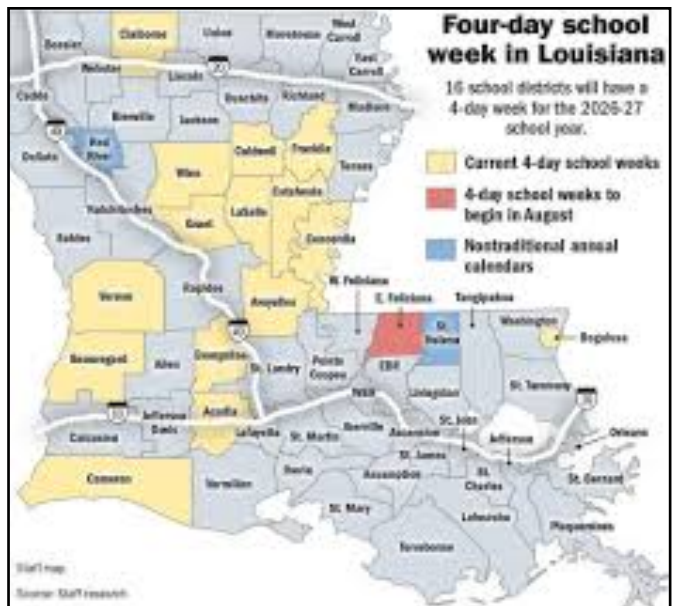 Four-day school
week in Louisiana
16 school districts will have a
4-day week for the 2026-27
school year.
Current 4-day school weeks
4-day school weeks to
begin in August
Nontraditional annual
calendars
Claiborne
Union
Morehouse
West
Carroll
East
Carroll
Bossier
Webster
Lincoln
20
Ouachita
Richland
Madison
Caddo
Bienville
Jackson
49
Red
River
DeSoto
Caldwell
Franklin
Tensas
Winn
Catahoula
Natchitoches
LaSalle
Grant
Concordia
Sabine
Rapides
Vernon
Avoyelles
W. Feliciana
E. Feliciana
Tangipahoa
St.
Helena
Washington
Bogalusa
49
Beauregard
Allen
Evangeline
St. Landry
Pointe
Coupee
EBR
Livingston
St. Tammany
WBR
10
Jefferson
Davis
Acadia
Lafayette
St. Martin
Iberville
Ascension
St. John
Jefferson
Orleans
10
Calcasieu
St. James
Cameron
Vermilion
Iberia
Assumption
St.
Charles
St. Bernard
St. Mary
Lafourche
Plaquemines
Terrebonne
Staff map
Source: Staff research